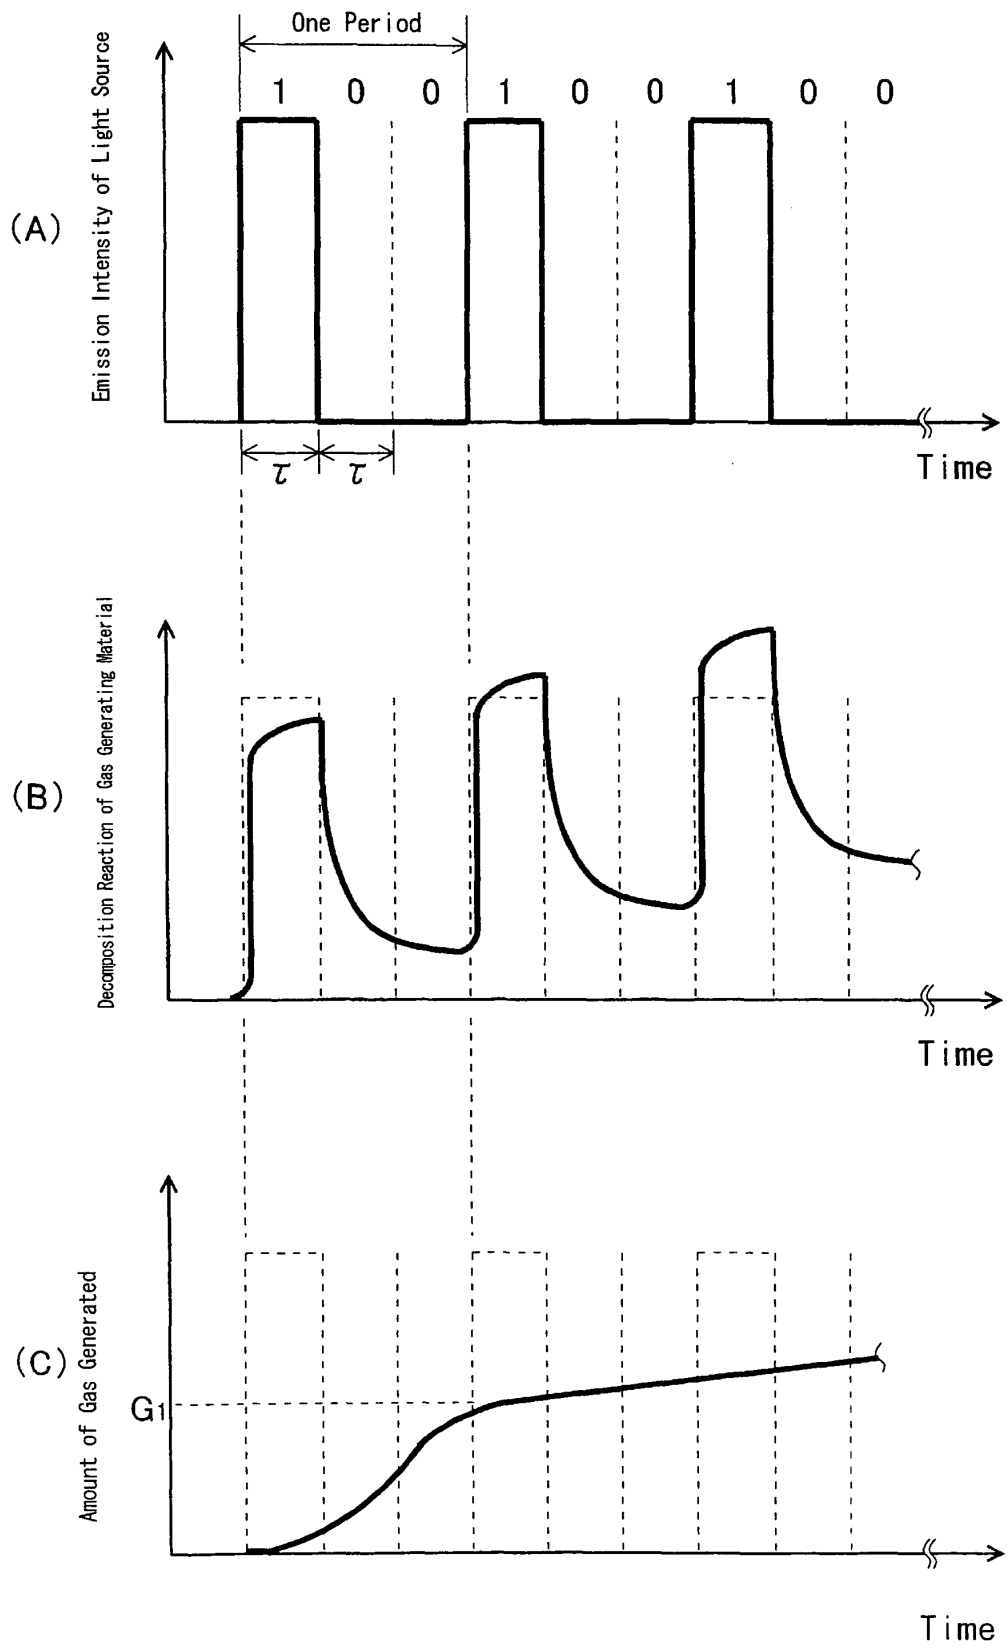 One Period
1 0 0 1 0 0 1 0 0
(A)
Emission Intensity of Light Source
τ τ
Time
(B)
Decomposition Reaction of Gas Generating Material
Time
(C)
Amount of Gas Generated
G1
Time